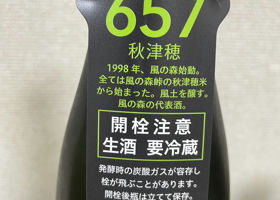 657
秋津穂
1998年、風の森始動。
全ては風の森峠の秋津穂米
から始まった。風土を醸す。
風の森の代表酒。
開栓注意
生酒 要冷蔵
発酵時の炭酸ガスが容存し
栓が飛ぶことがあります。
開栓後瓶は立てて保存。